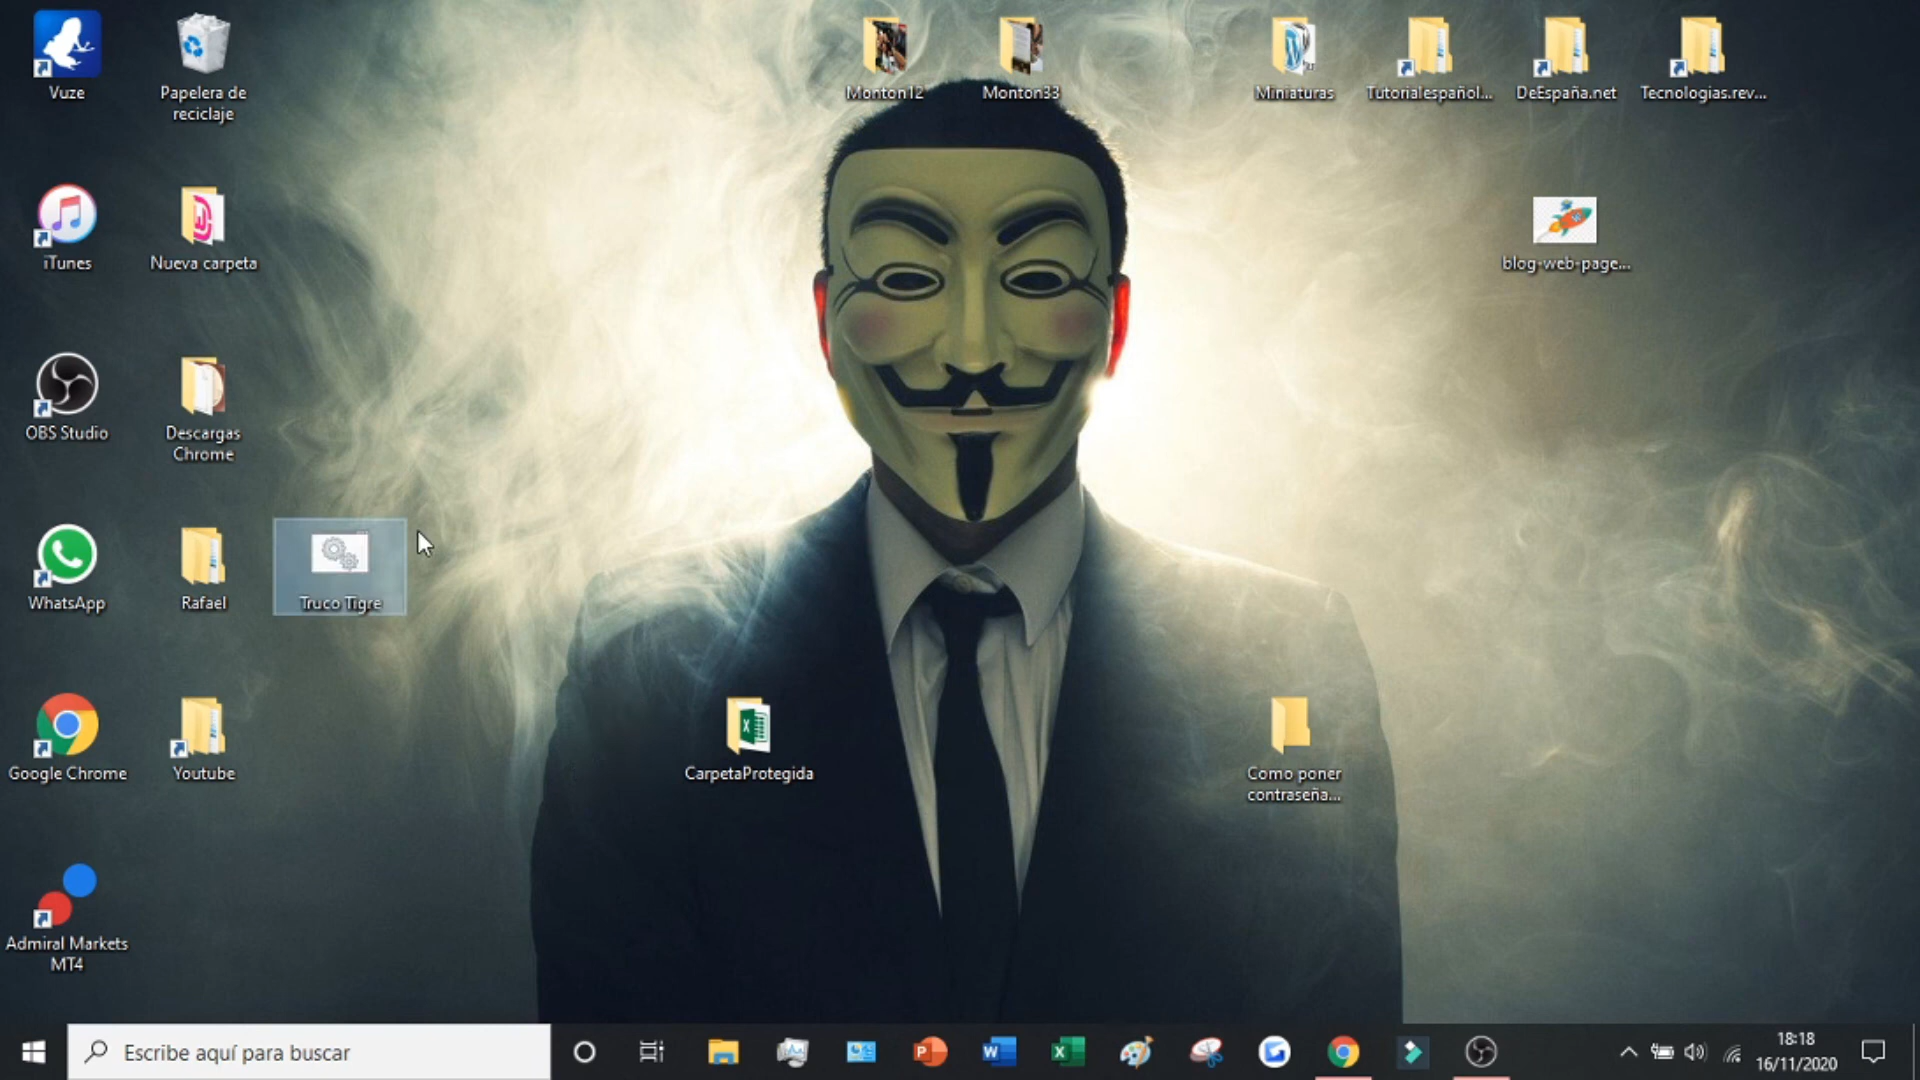 Vuze
Papelera de
reciclaje
Monton12
Monton33
Miniaturas
Tutorialespañol...
DeEspaña.net
Tecnologias.rev...
iTunes
Nueva carpeta
blog-web-page...
OBS Studio
Descargas
Chrome
WhatsApp
Rafael
Truco Tigre
Google Chrome
Youtube
CarpetaProtegida
Como poner
contraseña...
Admiral Markets
MT4
Escribe aquí para buscar
18:18
16/11/2020